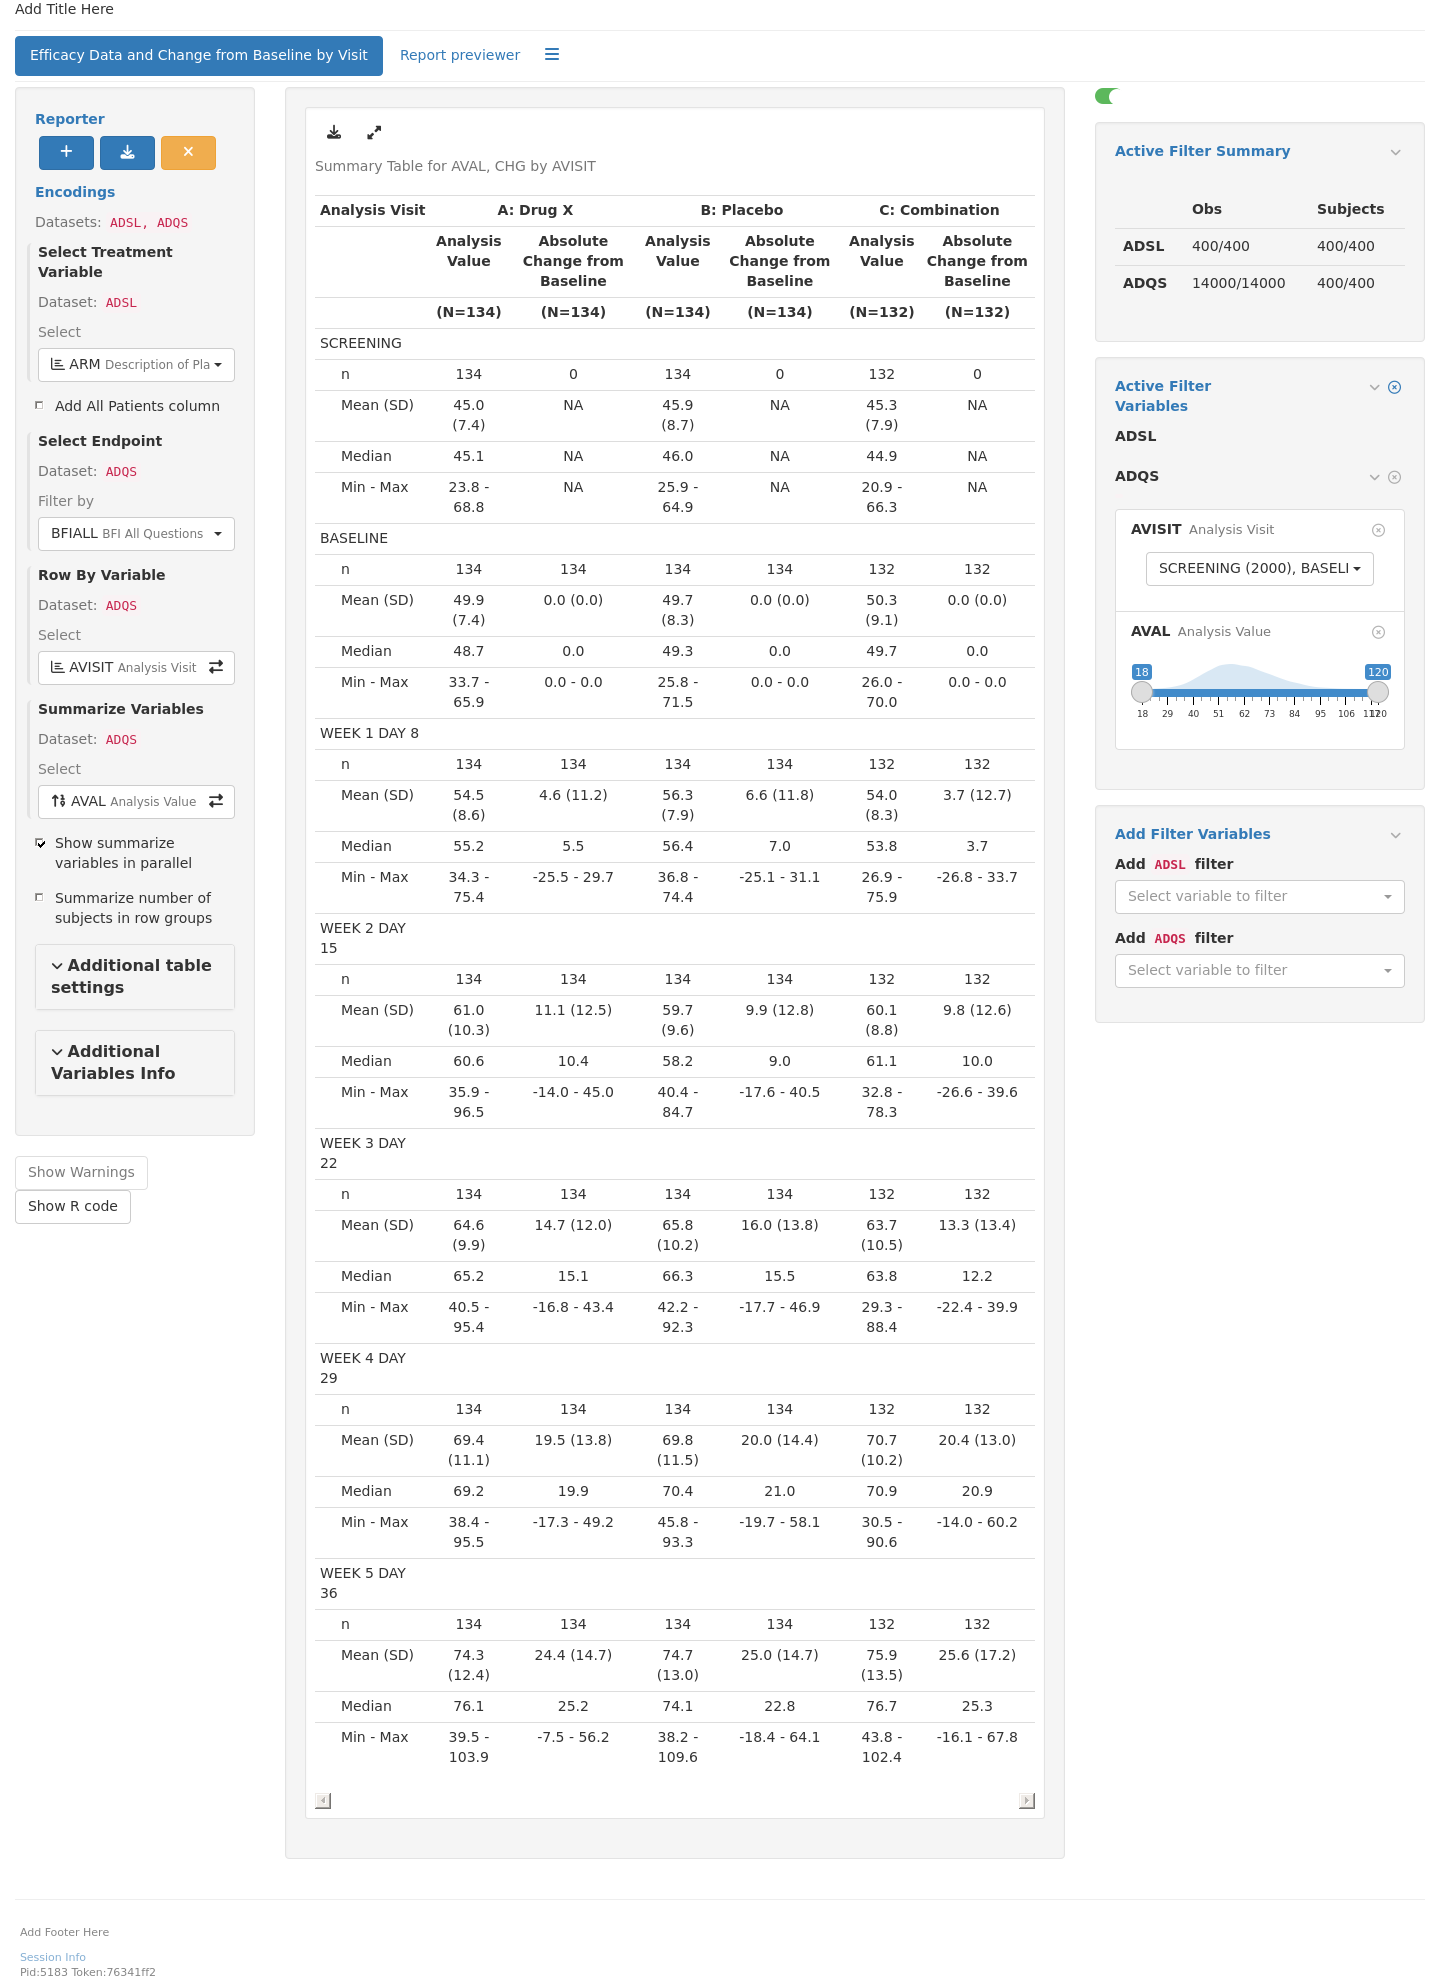 Add Title Here
Efficacy Data and Change from Baseline by Visit Report previewer
Reporter
Encodings
Datasets: ADSL, ADQS
Select Treatment
Variable
Dataset: ADSL
Select
ARM Description of Pla
Add All Patients column
Select Endpoint
Dataset: ADQS
Filter by
BFIALL BFI All Questions
Row By Variable
Dataset: ADQS
Select
AVISIT Analysis Visit
Summarize Variables
Dataset: ADQS
Select
AVAL Analysis Value
Show summarize
variables in parallel
Summarize number of
subjects in row groups
Additional table
settings
Additional
Variables Info
Show Warnings
Show R code
Summary Table for AVAL, CHG by AVISIT
Analysis Visit A: Drug X B: Placebo C: Combination
Analysis Absolute Analysis Absolute Analysis Absolute
Value Change from Value Change from Value Change from
Baseline Baseline Baseline
(N=134) (N=134) (N=134) (N=134) (N=132) (N=132)
SCREENING
n 134 0 134 0 132 0
Mean (SD) 45.0 NA 45.9 NA 45.3 NA
(7.4) (8.7) (7.9)
Median 45.1 NA 46.0 NA 44.9 NA
Min - Max 23.8 - NA 25.9 - NA 20.9 - NA
68.8 64.9 66.3
BASELINE
n 134 134 134 134 132 132
Mean (SD) 49.9 0.0 (0.0) 49.7 0.0 (0.0) 50.3 0.0 (0.0)
(7.4) (8.3) (9.1)
Median 48.7 0.0 49.3 0.0 49.7 0.0
Min - Max 33.7 - 0.0 - 0.0 25.8 - 0.0 - 0.0 26.0 - 0.0 - 0.0
65.9 71.5 70.0
WEEK 1 DAY 8
n 134 134 134 134 132 132
Mean (SD) 54.5 4.6 (11.2) 56.3 6.6 (11.8) 54.0 3.7 (12.7)
(8.6) (7.9) (8.3)
Median 55.2 5.5 56.4 7.0 53.8 3.7
Min - Max 34.3 - -25.5 - 29.7 36.8 - -25.1 - 31.1 26.9 - -26.8 - 33.7
75.4 74.4 75.9
WEEK 2 DAY
15
n 134 134 134 134 132 132
Mean (SD) 61.0 11.1 (12.5) 59.7 9.9 (12.8) 60.1 9.8 (12.6)
(10.3) (9.6) (8.8)
Median 60.6 10.4 58.2 9.0 61.1 10.0
Min - Max 35.9 - -14.0 - 45.0 40.4 - -17.6 - 40.5 32.8 - -26.6 - 39.6
96.5 84.7 78.3
WEEK 3 DAY
22
n 134 134 134 134 132 132
Mean (SD) 64.6 14.7 (12.0) 65.8 16.0 (13.8) 63.7 13.3 (13.4)
(9.9) (10.2) (10.5)
Median 65.2 15.1 66.3 15.5 63.8 12.2
Min - Max 40.5 - -16.8 - 43.4 42.2 - -17.7 - 46.9 29.3 - -22.4 - 39.9
95.4 92.3 88.4
WEEK 4 DAY
29
n 134 134 134 134 132 132
Mean (SD) 69.4 19.5 (13.8) 69.8 20.0 (14.4) 70.7 20.4 (13.0)
(11.1) (11.5) (10.2)
Median 69.2 19.9 70.4 21.0 70.9 20.9
Min - Max 38.4 - -17.3 - 49.2 45.8 - -19.7 - 58.1 30.5 - -14.0 - 60.2
95.5 93.3 90.6
WEEK 5 DAY
36
n 134 134 134 134 132 132
Mean (SD) 74.3 24.4 (14.7) 74.7 25.0 (14.7) 75.9 25.6 (17.2)
(12.4) (13.0) (13.5)
Median 76.1 25.2 74.1 22.8 76.7 25.3
Min - Max 39.5 - -7.5 - 56.2 38.2 - -18.4 - 64.1 43.8 - -16.1 - 67.8
103.9 109.6 102.4
Active Filter Summary
Obs Subjects
ADSL 400/400 400/400
ADQS 14000/14000 400/400
Active Filter
Variables
ADSL
ADQS
AVISIT Analysis Visit
SCREENING (2000), BASELI
AVAL Analysis Value
18 120
18 29 40 51 62 73 84 95 106 117 120
Add Filter Variables
Add ADSL filter
Select variable to filter
Add ADQS filter
Select variable to filter
Add Footer Here
Session Info
Pid:5183 Token:76341ff2